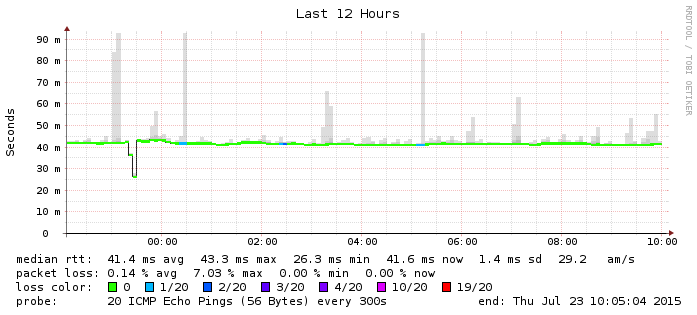 Last 12 Hours
RRDTOOL / TOBI OETIKER
Seconds
90 m
80 m
70 m
60 m
50 m
40 m
30 m
20 m
10 m
0
00:00 02:00 04:00 06:00 08:00 10:00
median rtt: 41.4 ms avg 43.3 ms max 26.3 ms min 41.6 ms now 1.4 ms sd 29.2 am/s
packet loss: 0.14 % avg 7.03 % max 0.00 % min 0.00 % now
loss color: 0 1/20 2/20 3/20 4/20 10/20 19/20
probe: 20 ICMP Echo Pings (56 Bytes) every 300s end: Thu Jul 23 10:05:04 2015